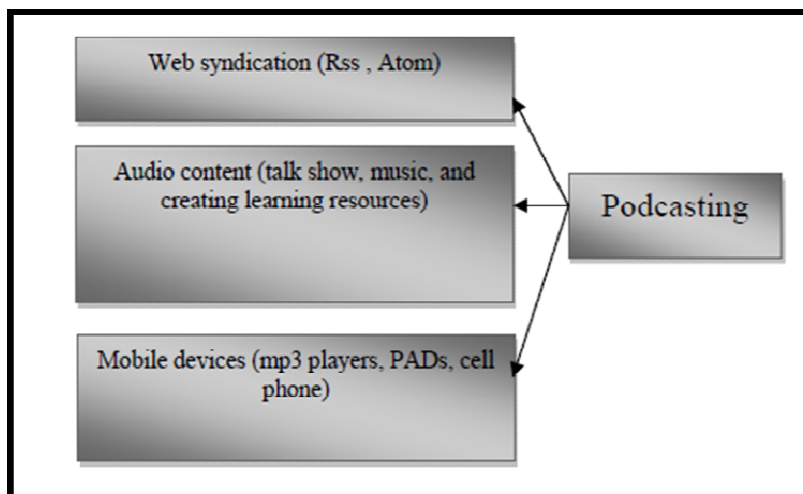 Web syndication (Rss , Atom)
Audio content (talk show, music, and
creating learning resources)
Podcasting
Mobile devices (mp3 players, PADs, cell
phone)